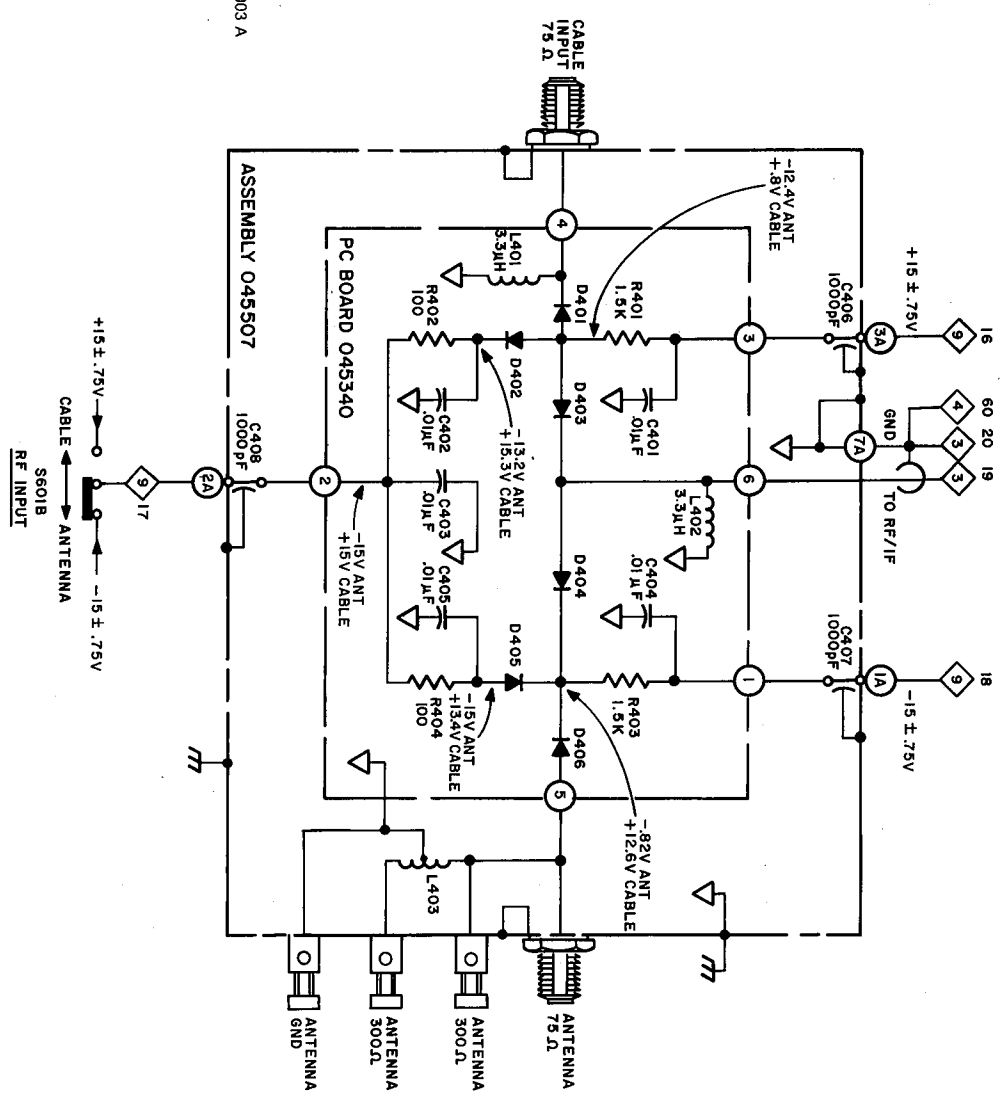 003 A
CABLE
INPUT
75 Ω
ASSEMBLY 045507
PC BOARD 045340
-12.4V ANT
+.8V CABLE
+15 ± .75V
C406
1000pF
3A
9
16
4
60
3
20
3
19
7A
GND
TO RF/IF
C407
1000pF
1A
9
18
-15 ± .75V
4
3
6
1
L401
3.3µH
D401
R401
1.5K
C401
.01µF
R402
100
D402
D403
C402
.01µF
-13.2V ANT
+15.3V CABLE
L402
3.3µH
C403
.01µF
D404
C404
.01µF
C405
.01µF
D405
R403
1.5K
R404
100
-15V ANT
+13.4V CABLE
D406
5
-.82V ANT
+12.6V CABLE
2
-15V ANT
+15V CABLE
C408
1000pF
2A
9
17
+15 ± .75V
-15 ± .75V
CABLE
ANTENNA
S601B
RF INPUT
L403
ANTENNA
GND
ANTENNA
300Ω
ANTENNA
300Ω
ANTENNA
75Ω